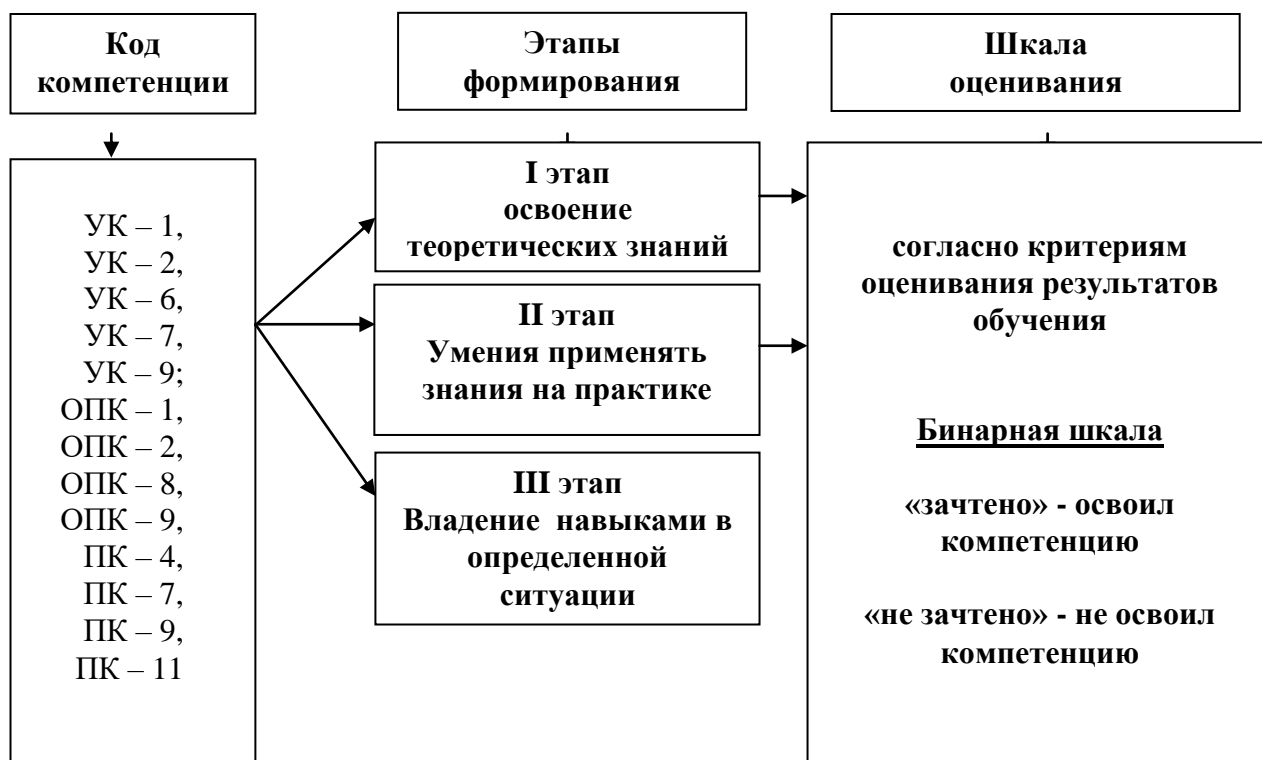 Код
компетенции
Этапы
формирования
Шкала
оценивания
УК – 1,
УК – 2,
УК – 6,
УК – 7,
УК – 9;
ОПК – 1,
ОПК – 2,
ОПК – 8,
ОПК – 9,
ПК – 4,
ПК – 7,
ПК – 9,
ПК – 11
I этап
освоение
теоретических знаний
II этап
Умения применять
знания на практике
III этап
Владение навыками в
определенной
ситуации
согласно критериям
оценивания результатов
обучения
Бинарная шкала
«зачтено» - освоил
компетенцию
«не зачтено» - не освоил
компетенцию